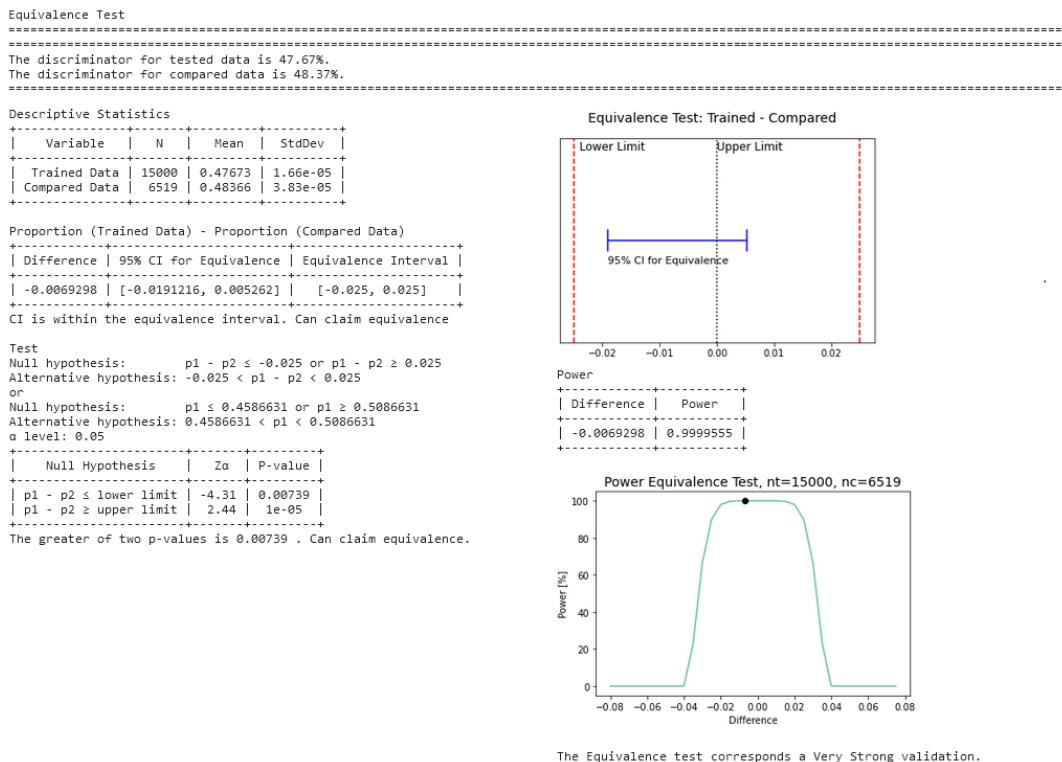 Equivalence Test
================================================================================
================================================================================
The discriminator for tested data is 47.67%.
The discriminator for compared data is 48.37%.
================================================================================
Descriptive Statistics
+---------------+-------+---------+----------+
|    Variable   |   N   |   Mean  |  StdDev  |
+---------------+-------+---------+----------+
|  Trained Data | 15000 | 0.47673 | 1.66e-05 |
| Compared Data |  6519 | 0.48366 | 3.83e-05 |
+---------------+-------+---------+----------+
Proportion (Trained Data) - Proportion (Compared Data)
+------------+------------------------+----------------------+
| Difference | 95% CI for Equivalence | Equivalence Interval |
+------------+------------------------+----------------------+
| -0.0069298 | [-0.0191216, 0.005262] |   [-0.025, 0.025]    |
+------------+------------------------+----------------------+
CI is within the equivalence interval. Can claim equivalence
Test
Null hypothesis:        p1 - p2 ≤ -0.025 or p1 - p2 ≥ 0.025
Alternative hypothesis: -0.025 < p1 - p2 < 0.025
or
Null hypothesis:        p1 ≤ 0.4586631 or p1 ≥ 0.5086631
Alternative hypothesis: 0.4586631 < p1 < 0.5086631
α level: 0.05
+-----------------------+-------+---------+
|    Null Hypothesis    |   Zα  | P-value |
+-----------------------+-------+---------+
| p1 - p2 ≤ lower limit | -4.31 | 0.00739 |
| p1 - p2 ≥ upper limit |  2.44 |  1e-05  |
+-----------------------+-------+---------+
The greater of two p-values is 0.00739 . Can claim equivalence.
Equivalence Test: Trained - Compared
Lower Limit Upper Limit
95% CI for Equivalence
−0.02 −0.01 0.00 0.01 0.02
Power
+------------+-----------+
| Difference |   Power   |
+------------+-----------+
| -0.0069298 | 0.9999555 |
+------------+-----------+
Power Equivalence Test, nt=15000, nc=6519
100
80
60
40
20
0
Power [%]
−0.08 −0.06 −0.04 −0.02 0.00 0.02 0.04 0.06 0.08
Difference
The Equivalence test corresponds a Very Strong validation.